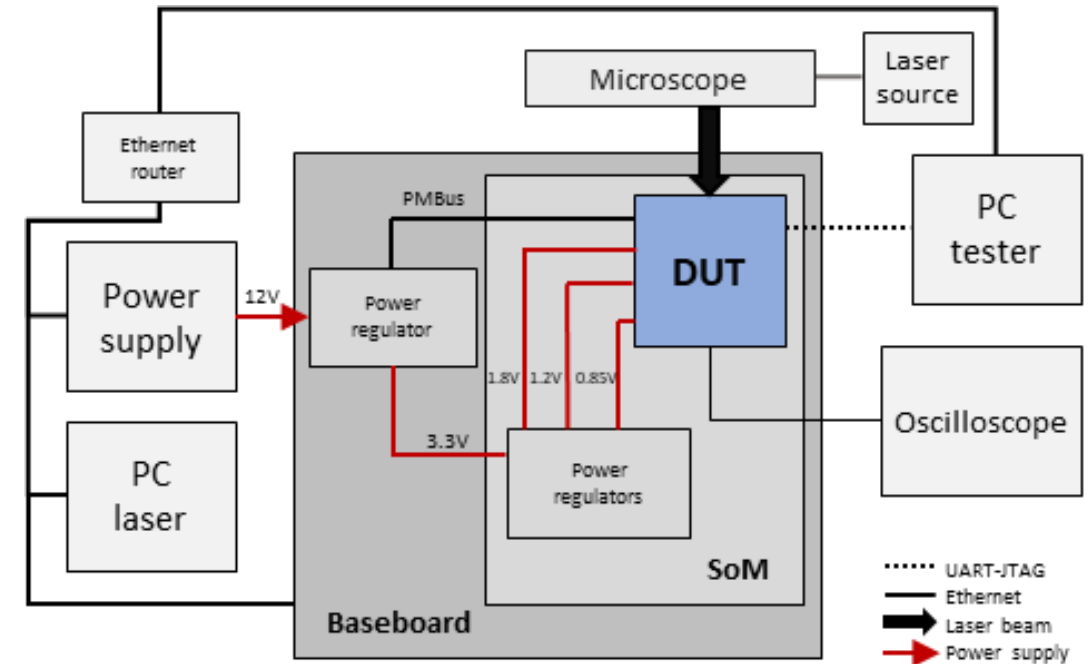 Laser
source
Microscope
Ethernet
router
PMBus
PC
tester
DUT
Power
supply
12V
Power
regulator
1.8V
1.2V
0.85V
Oscilloscope
3.3V
Power
regulators
PC
laser
SoM
Baseboard
UART-JTAG
Ethernet
Laser beam
Power supply